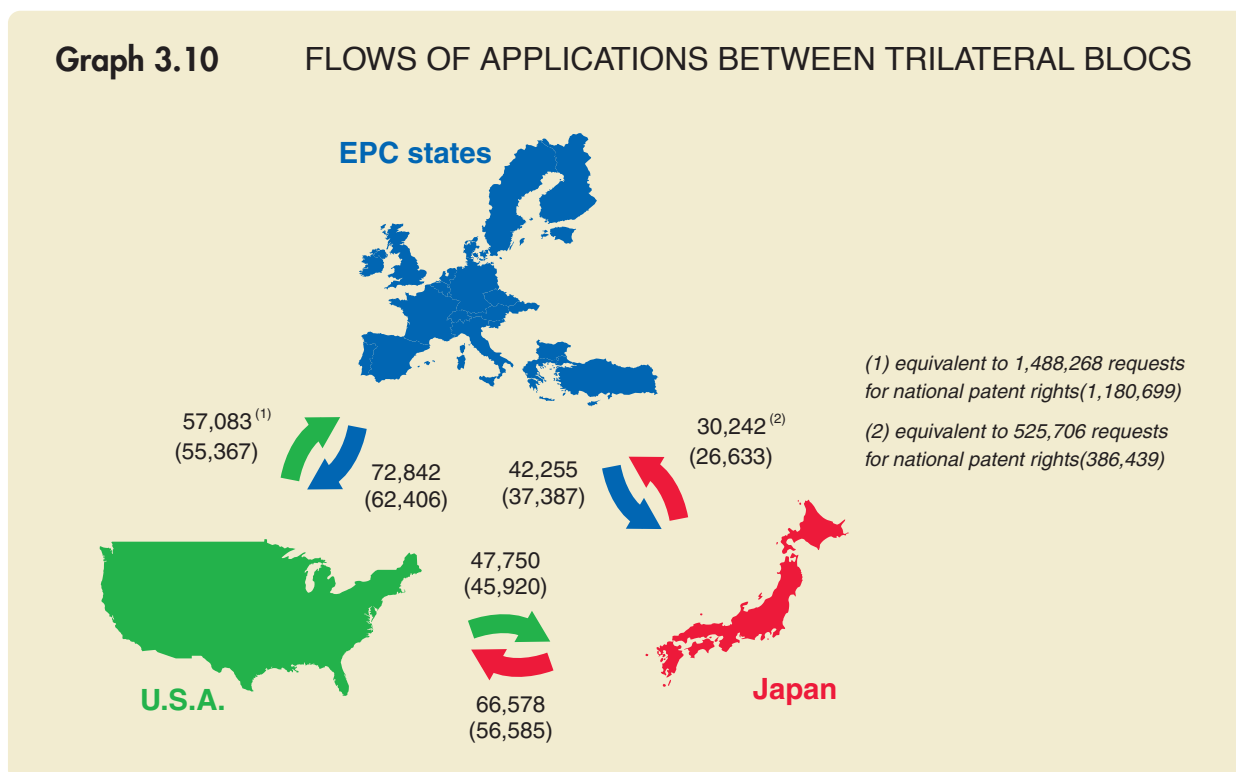 Graph 3.10 FLOWS OF APPLICATIONS BETWEEN TRILATERAL BLOCS
EPC states
(1) equivalent to 1,488,268 requests
for national patent rights(1,180,699)
(2) equivalent to 525,706 requests
for national patent rights(386,439)
57,083 (1)
(55,367)
72,842
(62,406)
42,255
(37,387)
30,242 (2)
(26,633)
47,750
(45,920)
66,578
(56,585)
U.S.A.
Japan